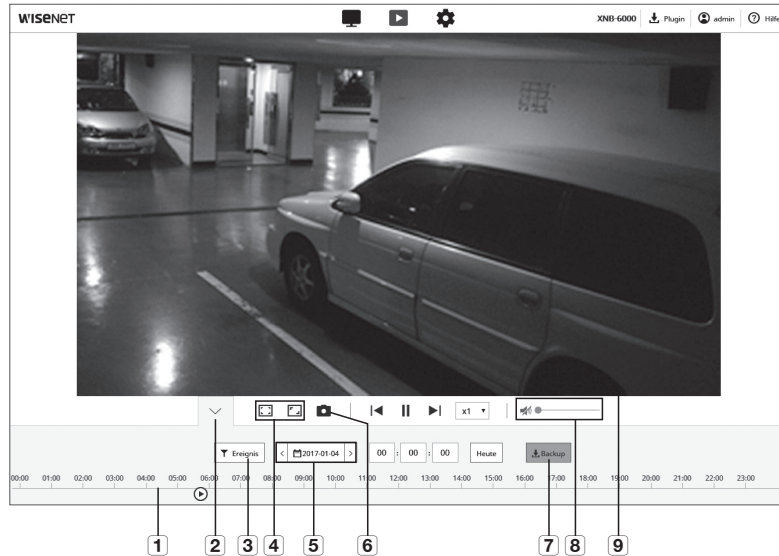 WISENET XNB-6000 Plugin admin ? Hilfe
x1
Ereignis < 2017-01-04 > 00 : 00 : 00 Heute Backup
00:00 01:00 02:00 03:00 04:00 05:00 06:00 07:00 08:00 09:00 10:00 11:00 12:00 13:00 14:00 15:00 16:00 17:00 18:00 19:00 20:00 21:00 22:00 23:00
1 2 3 4 5 6 7 8 9